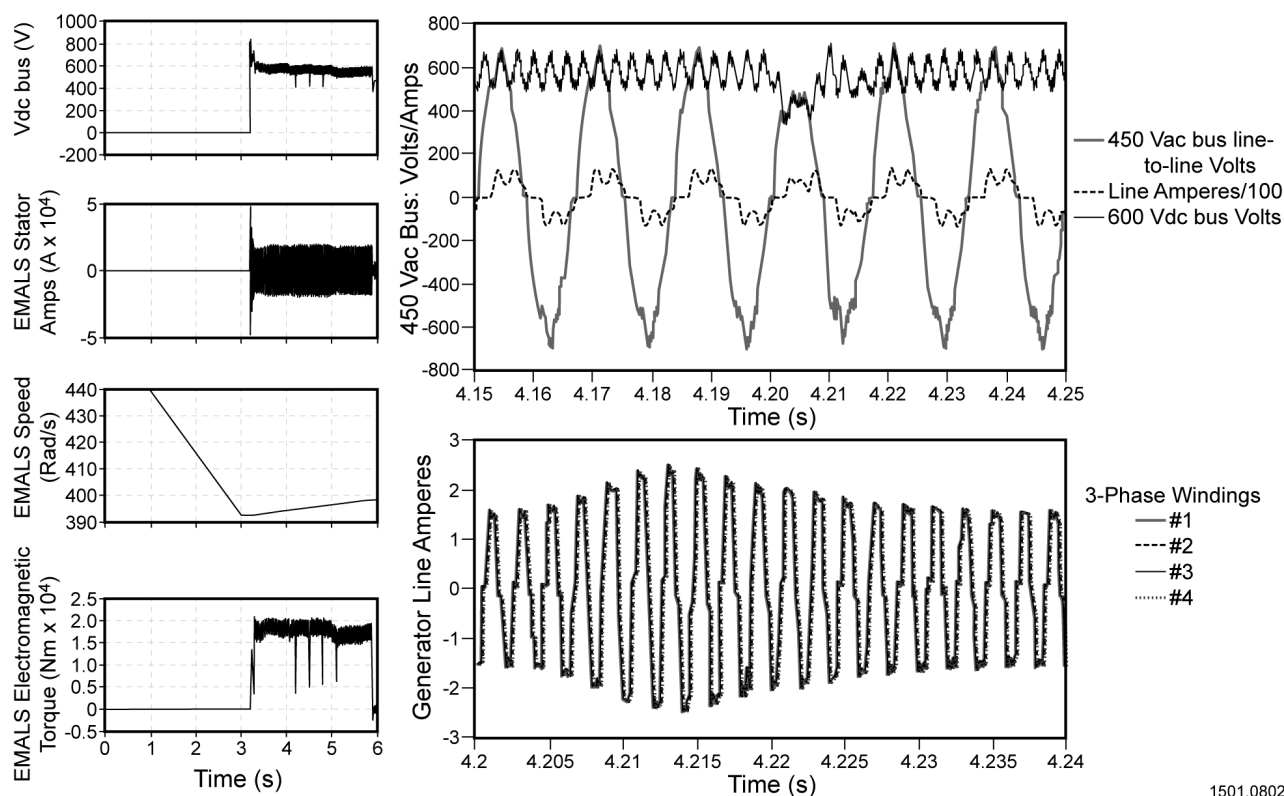 Vdc bus (V)
1000
800
600
400
200
0
-200
EMALS Stator
Amps (A x 10⁴)
5
0
-5
EMALS Speed
(Rad/s)
440
430
420
410
400
390
EMALS Electromagnetic
Torque (Nm x 10⁴)
2.5
2.0
1.5
1.0
0.5
0
-0.5
0 1 2 3 4 5 6
Time (s)
450 Vac Bus: Volts/Amps
800
600
400
200
0
-200
-400
-600
-800
4.15 4.16 4.17 4.18 4.19 4.20 4.21 4.22 4.23 4.24 4.25
Time (s)
450 Vac bus line-
to-line Volts
Line Amperes/100
600 Vdc bus Volts
Generator Line Amperes
3
2
1
0
-1
-2
-3
4.2 4.205 4.21 4.215 4.22 4.225 4.23 4.235 4.24
Time (s)
3-Phase Windings
#1
#2
#3
#4
1501.0802